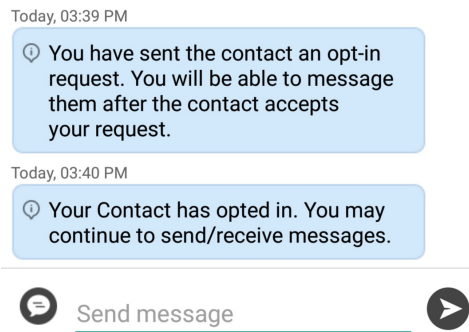 Today, 03:39 PM
You have sent the contact an opt-in
request. You will be able to message
them after the contact accepts
your request.
Today, 03:40 PM
Your Contact has opted in. You may
continue to send/receive messages.
Send message